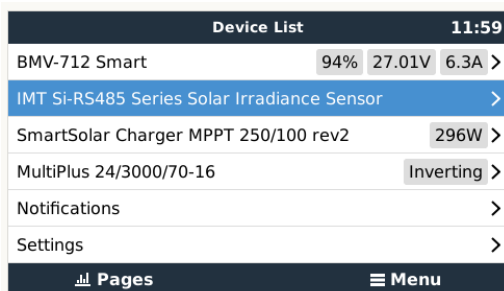 Device List 11:59
BMV-712 Smart 94% 27.01V 6.3A
IMT Si-RS485 Series Solar Irradiance Sensor
SmartSolar Charger MPPT 250/100 rev2 296W
MultiPlus 24/3000/70-16 Inverting
Notifications
Settings
Pages Menu